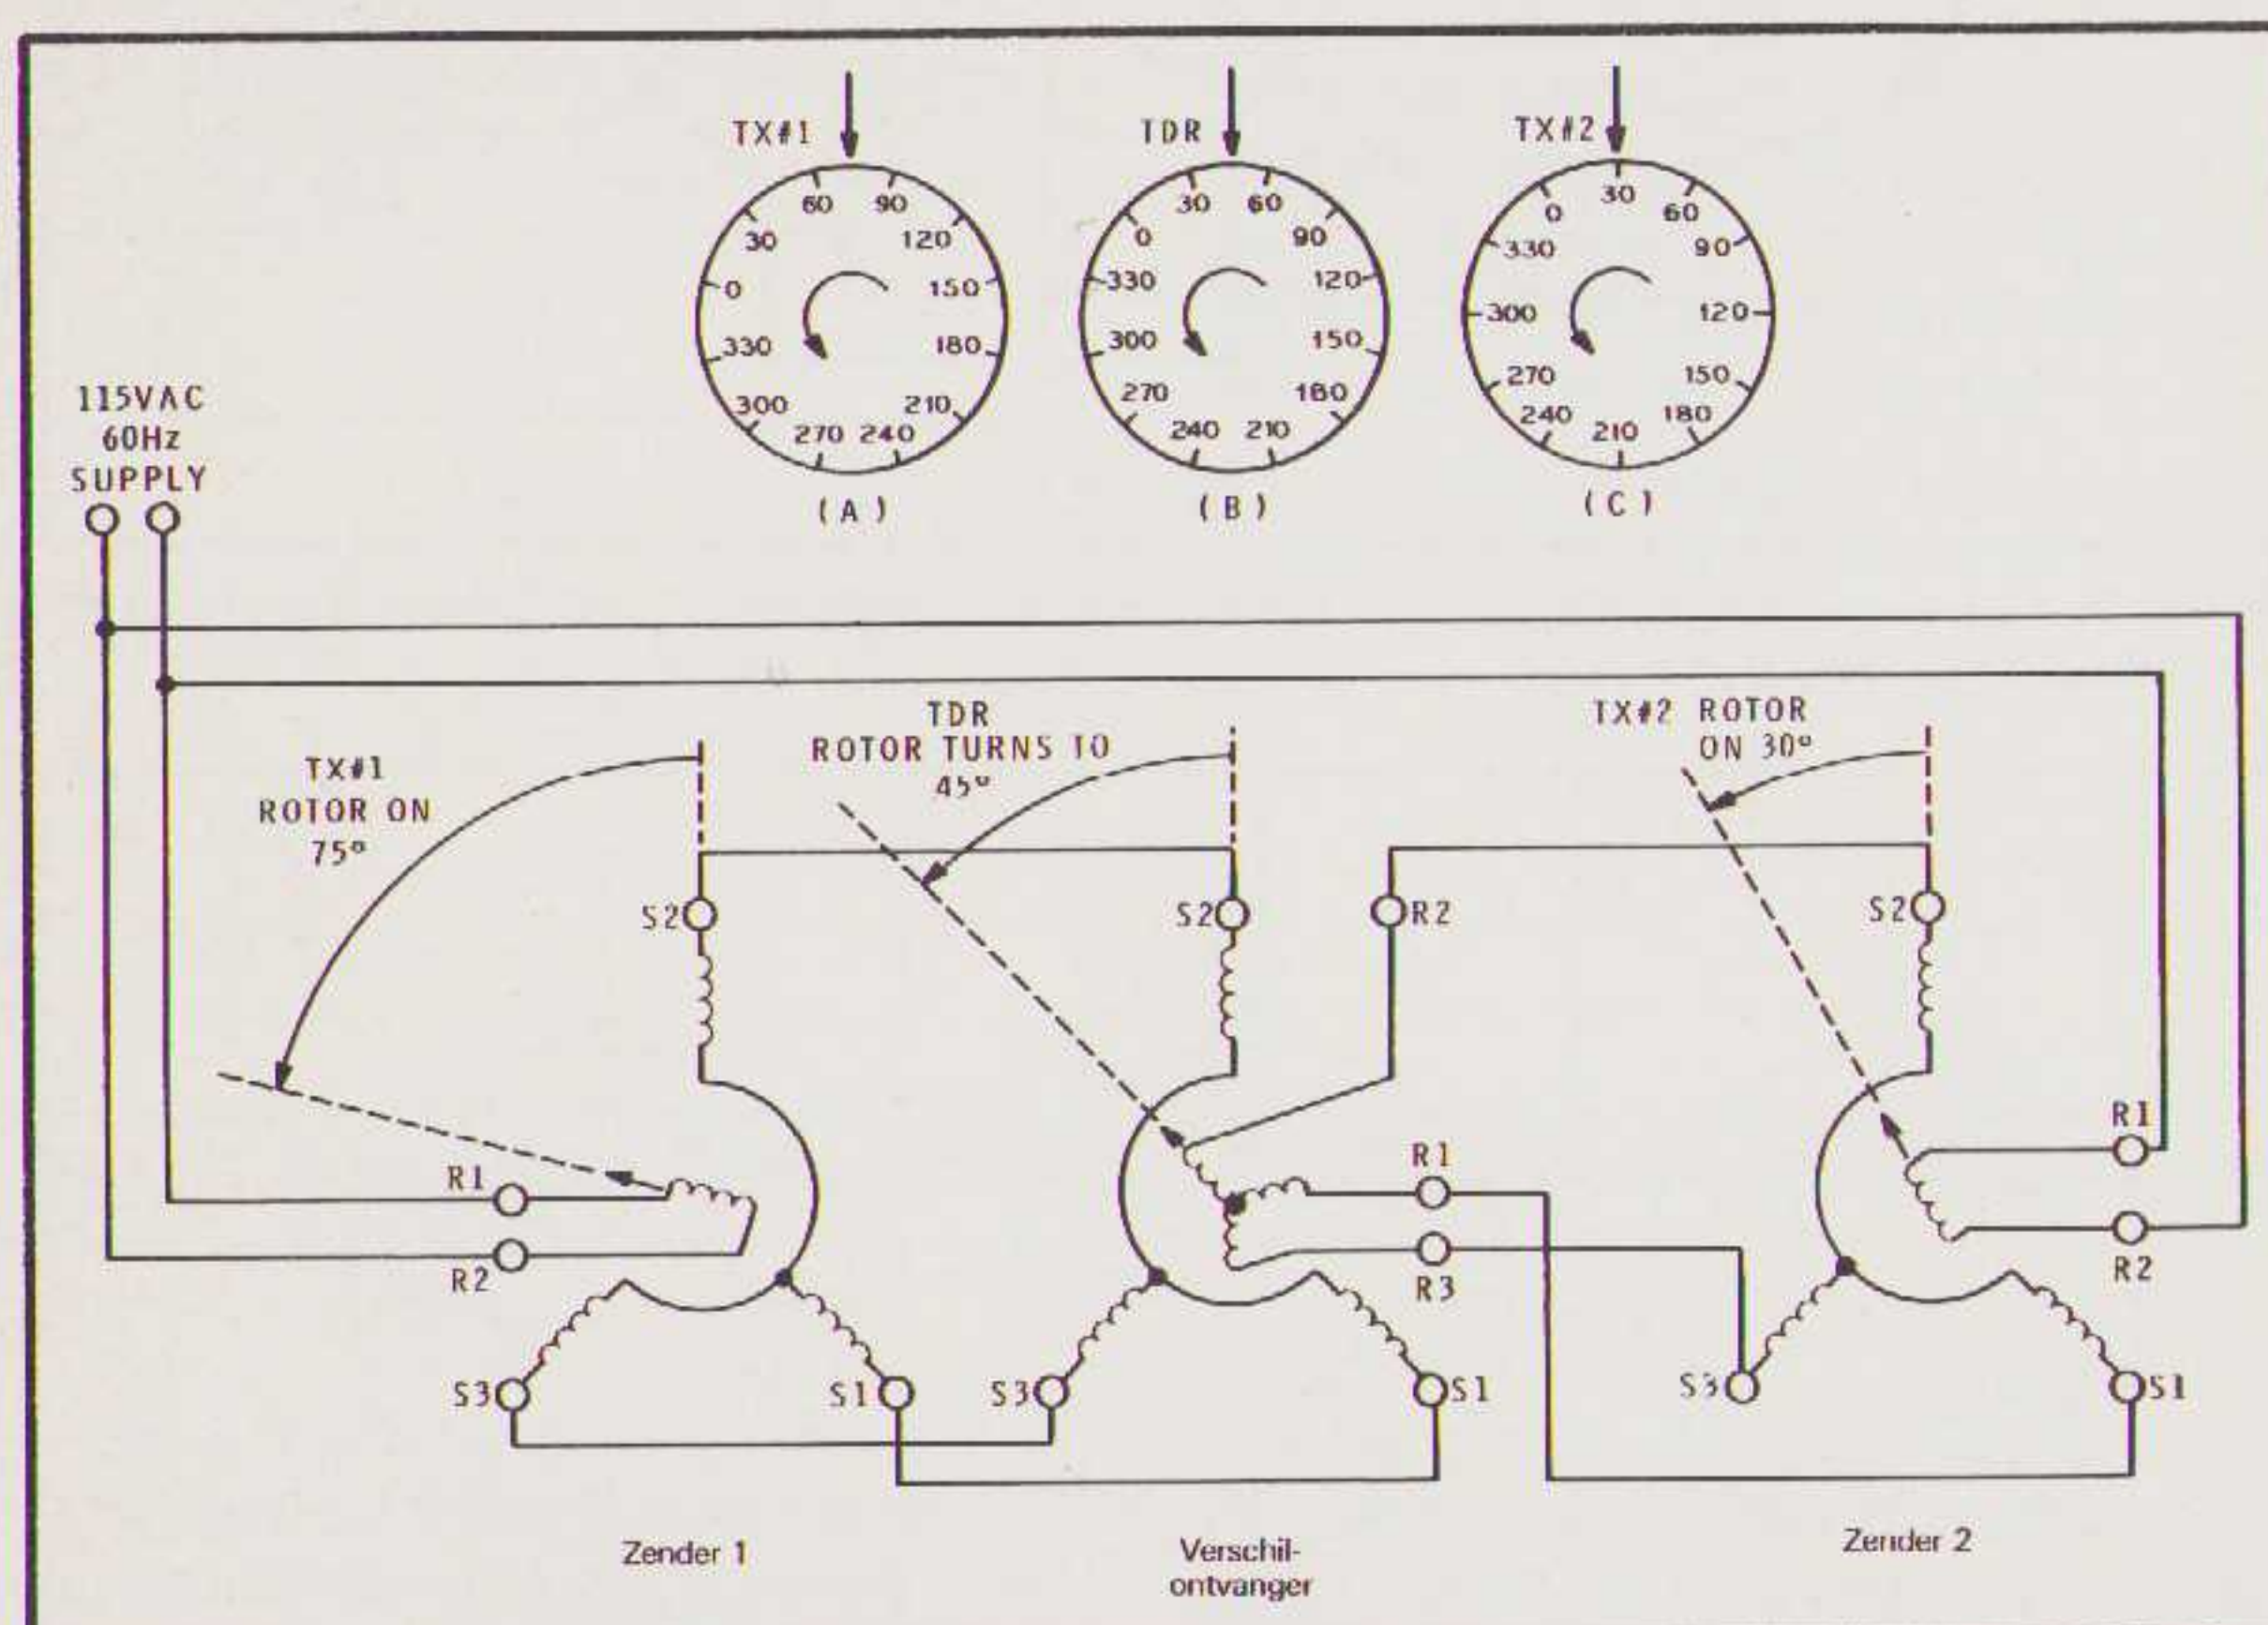 TX#1
60 90
30 120
0 150
330 180
300 210
270 240
(A)
TDR
30 60
0 90
330 120
300 150
270 180
240 210
(B)
TX#2
30
0 60
330 90
300 120
270 150
240 180
210
(C)
115VAC
60Hz
SUPPLY
TX#1
ROTOR ON
75°
TDR
ROTOR TURNS TO
45°
TX#2 ROTOR
ON 30°
S2
S2
R2
S2
R1
R2
R1
R3
R1
R2
S3
S1
S3
S1
S3
S1
Zender 1
Verschil-
ontvanger
Zender 2